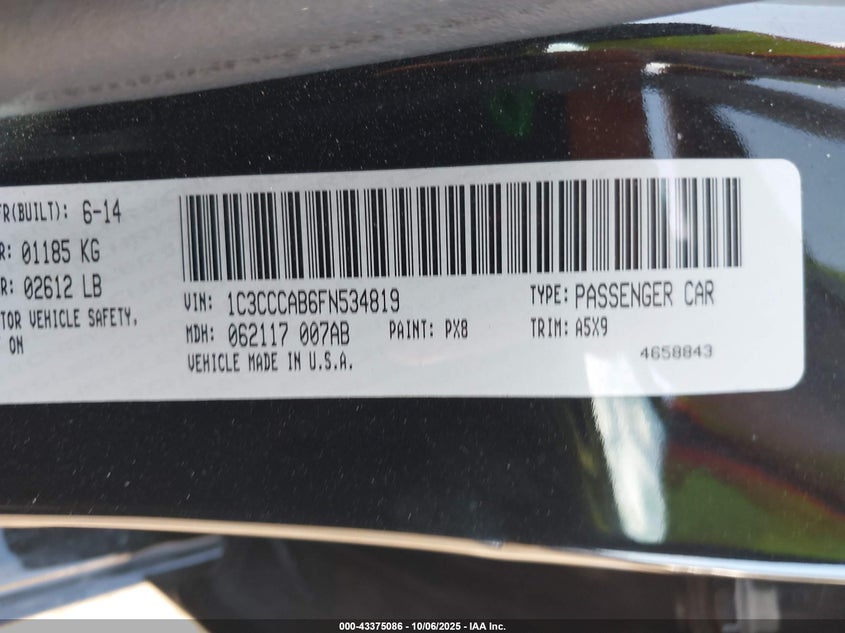 FR(BUILT): 6-14
R: 01185 KG
R: 02612 LB
TOR VEHICLE SAFETY,
ON
VIN: 1C3CCCAB6FN534819 TYPE: PASSENGER CAR
MDH: 062117 007AB PAINT: PX8 TRIM: A5X9
VEHICLE MADE IN U.S.A. 4658843
000-43375086 - 10/06/2025 - IAA Inc.